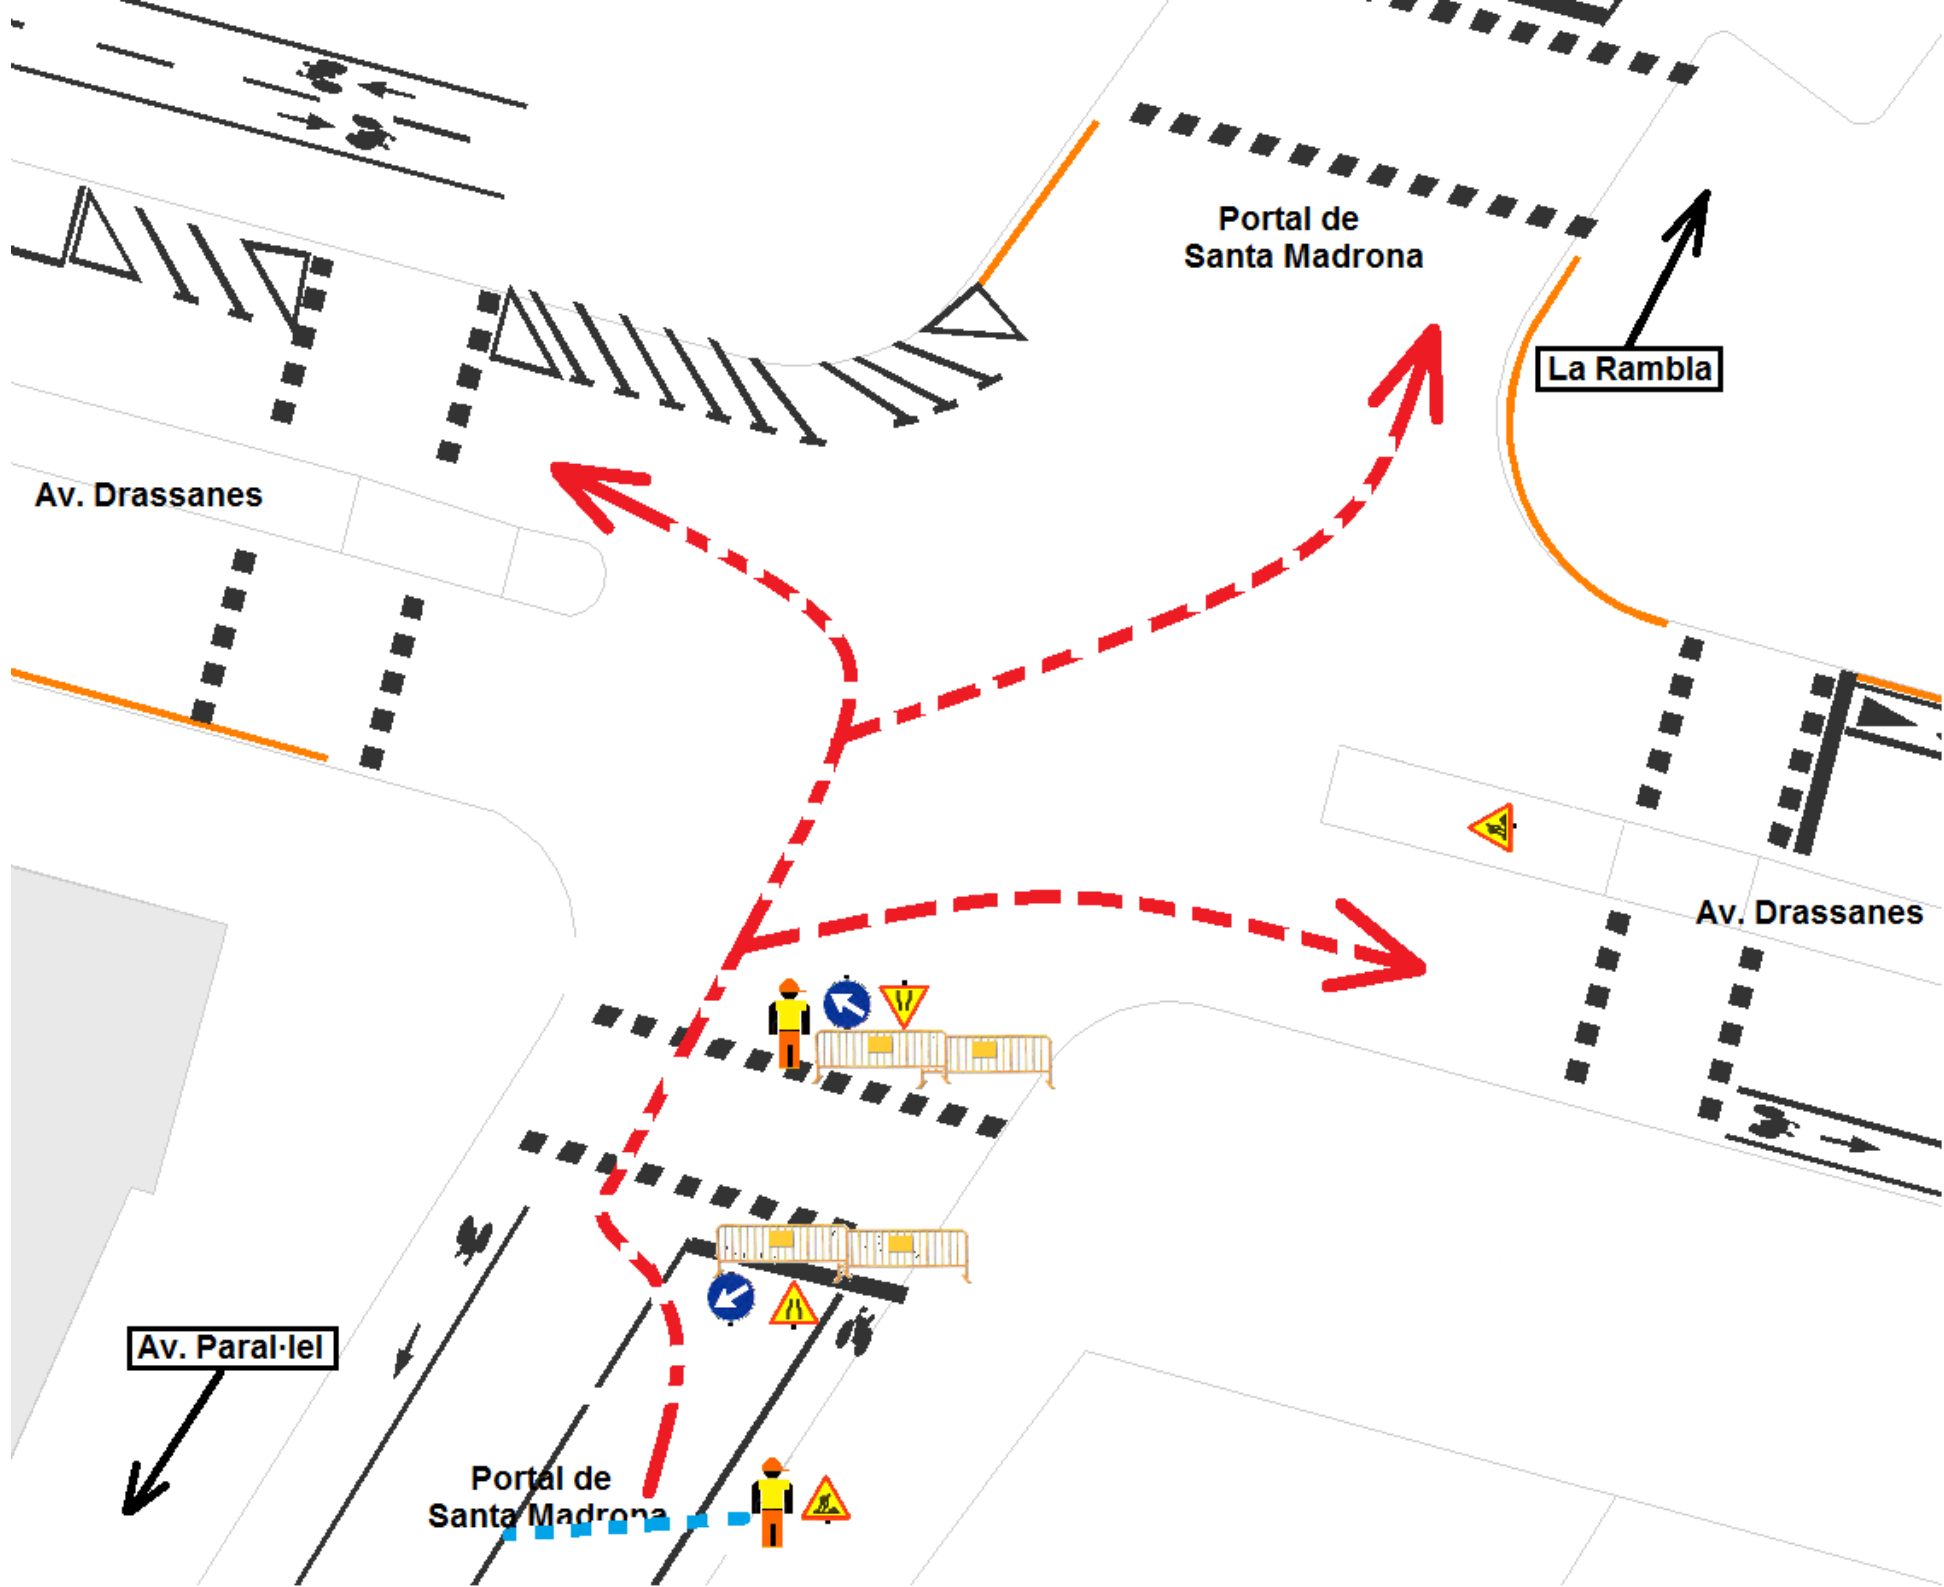 Portal de
Santa Madrona
La Rambla
Av. Drassanes
Av. Drassanes
Av. Paral·lel
Portal de
Santa Madrona